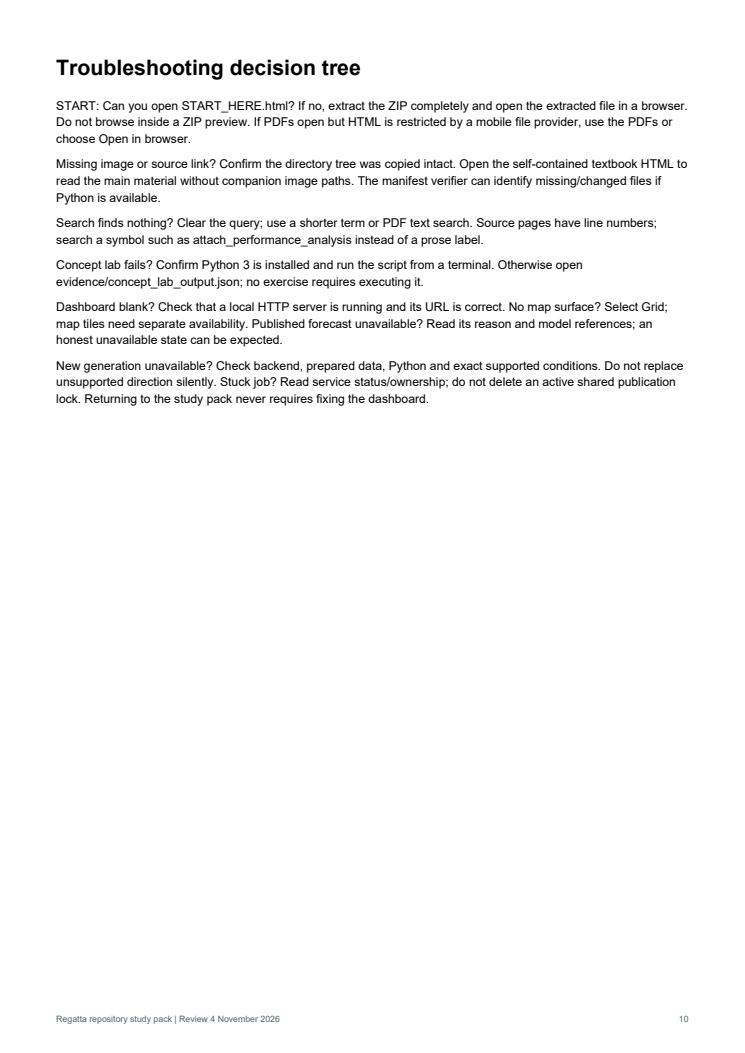 Troubleshooting decision tree
START: Can you open START_HERE.html? If no, extract the ZIP completely and open the extracted file in a browser.
Do not browse inside a ZIP preview. If PDFs open but HTML is restricted by a mobile file provider, use the PDFs or
choose Open in browser.
Missing image or source link? Confirm the directory tree was copied intact. Open the self-contained textbook HTML to
read the main material without companion image paths. The manifest verifier can identify missing/changed files if
Python is available.
Search finds nothing? Clear the query; use a shorter term or PDF text search. Source pages have line numbers;
search a symbol such as attach_performance_analysis instead of a prose label.
Concept lab fails? Confirm Python 3 is installed and run the script from a terminal. Otherwise open
evidence/concept_lab_output.json; no exercise requires executing it.
Dashboard blank? Check that a local HTTP server is running and its URL is correct. No map surface? Select Grid;
map tiles need separate availability. Published forecast unavailable? Read its reason and model references; an
honest unavailable state can be expected.
New generation unavailable? Check backend, prepared data, Python and exact supported conditions. Do not replace
unsupported direction silently. Stuck job? Read service status/ownership; do not delete an active shared publication
lock. Returning to the study pack never requires fixing the dashboard.
Regatta repository study pack | Review 4 November 2026
10